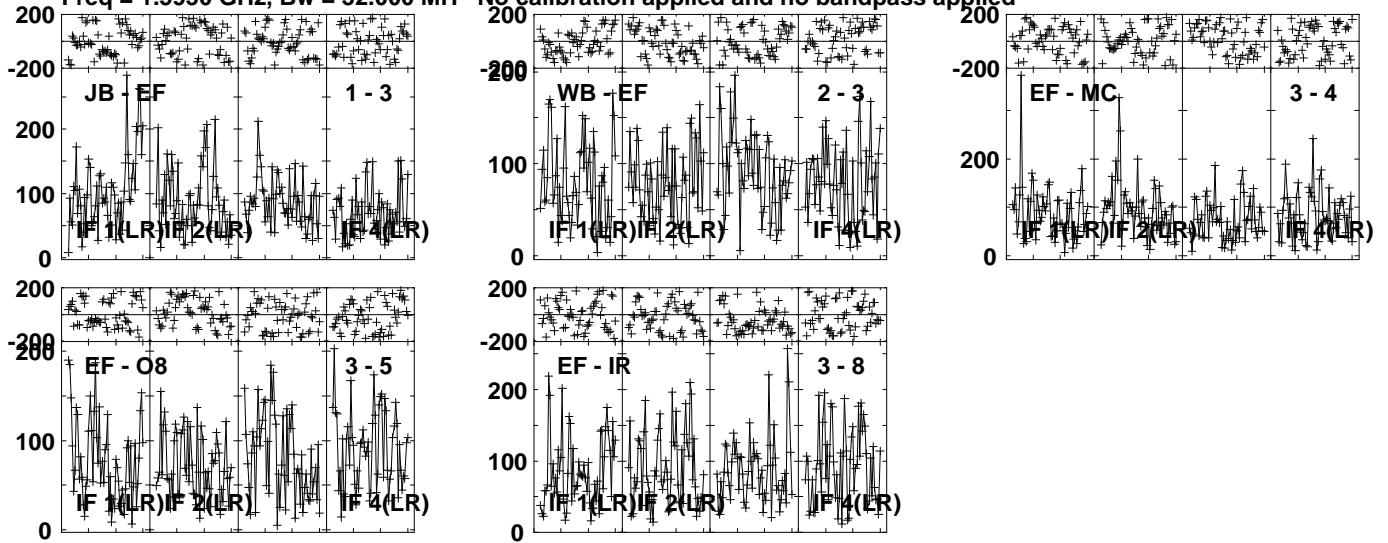 Freq = GHz, Bw = 32.000 MH No calibration applied and no bandpass applied
200 200 200
-200 -200 -200
200
JB - EF 1 - 3 WB - EF 2 - 3 EF - MC 3 - 4
200 200
100 100
IF 1(LR) IF 2(LR) IF 4(LR) IF 1(LR) IF 2(LR) IF 4(LR) IF 1(LR) IF 2(LR) IF 4(LR)
0 0 0
200 200
-200 -200
200
EF - O8 3 - 5 EF - IR 3 - 8
200
100 100
IF 1(LR) IF 2(LR) IF 4(LR) IF 1(LR) IF 2(LR) IF 4(LR)
0 0